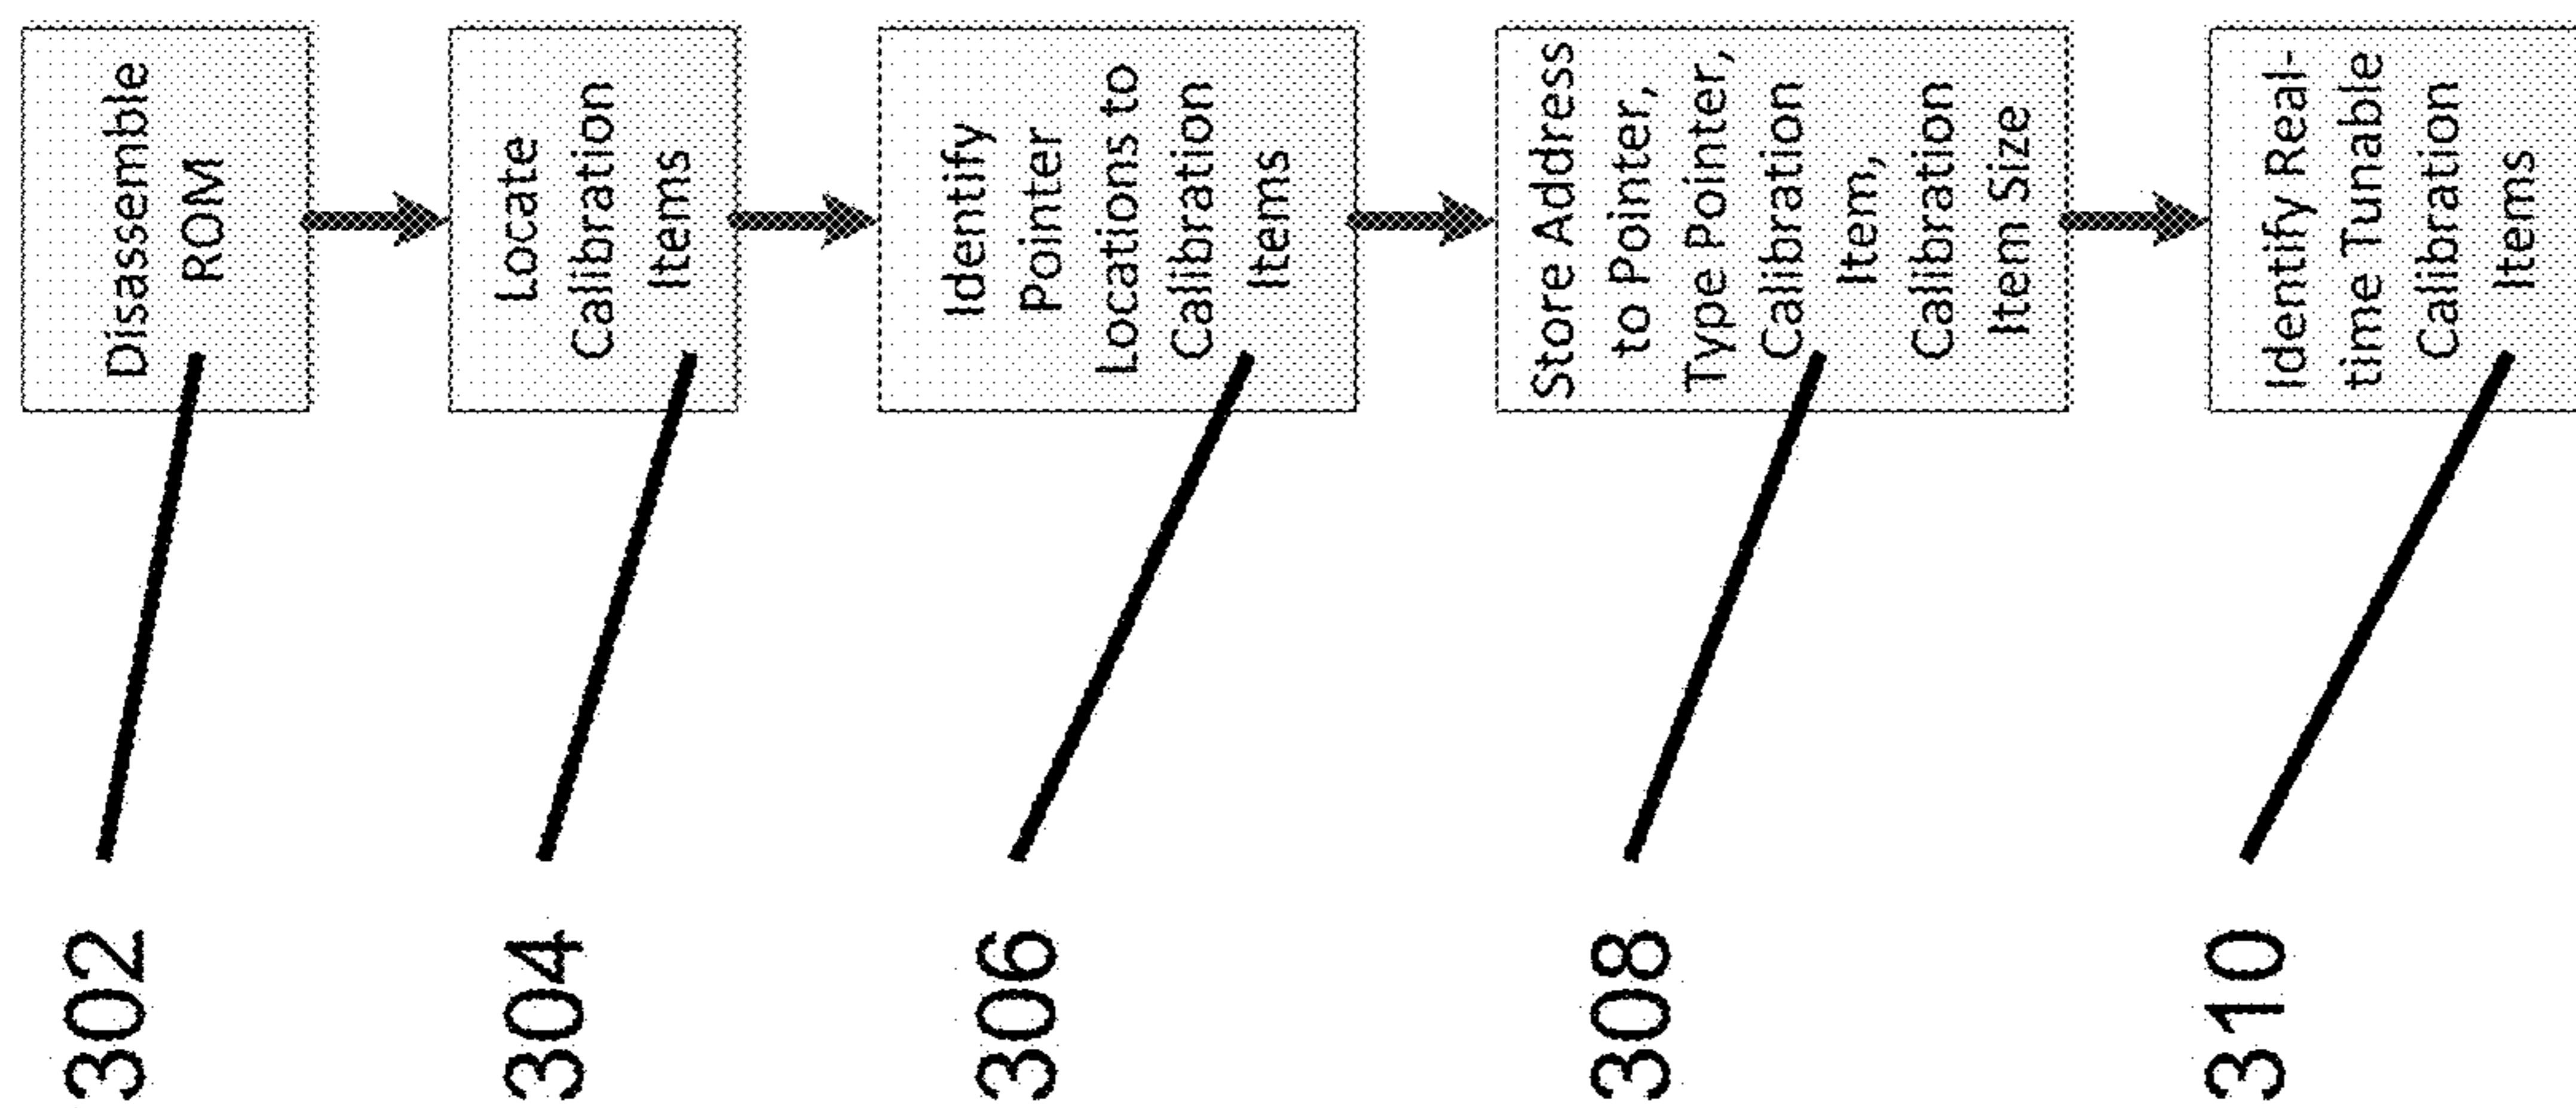 302
Disassemble
ROM
304
Locate
Calibration
Items
306
Identify
Pointer
Locations to
Calibration
Items
308
Store Address
to Pointer,
Type Pointer,
Calibration
Item,
Calibration
Item Size
310
Identify Real-
time Tunable
Calibration
Items